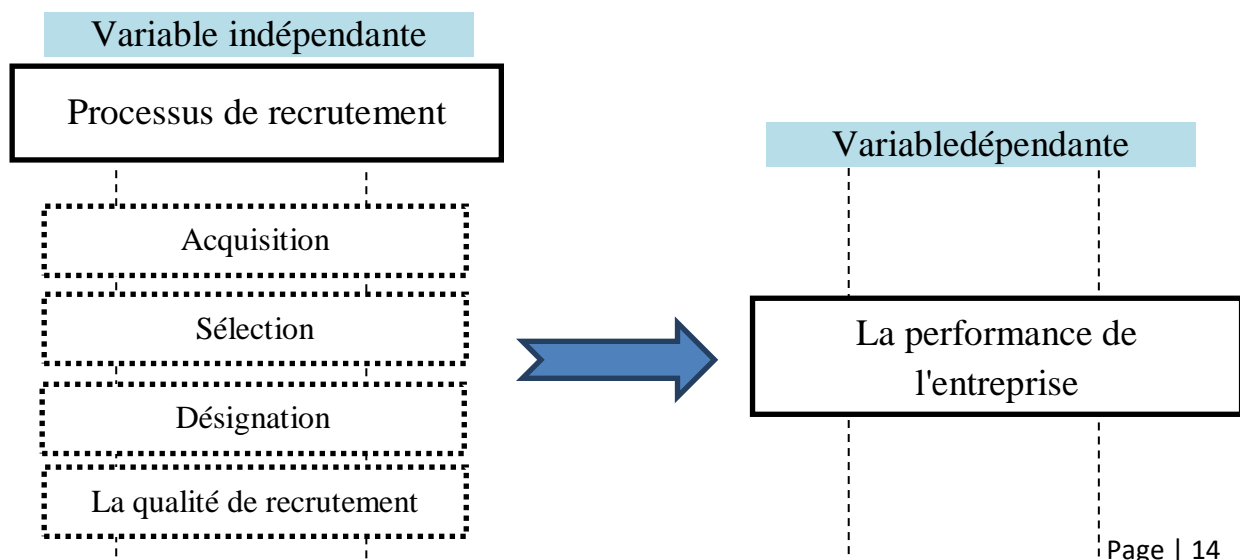 Variable indépendante
Processus de recrutement
Acquisition
Sélection
Désignation
La qualité de recrutement
Variabledépendante
La performance de
l'entreprise
Page | 14